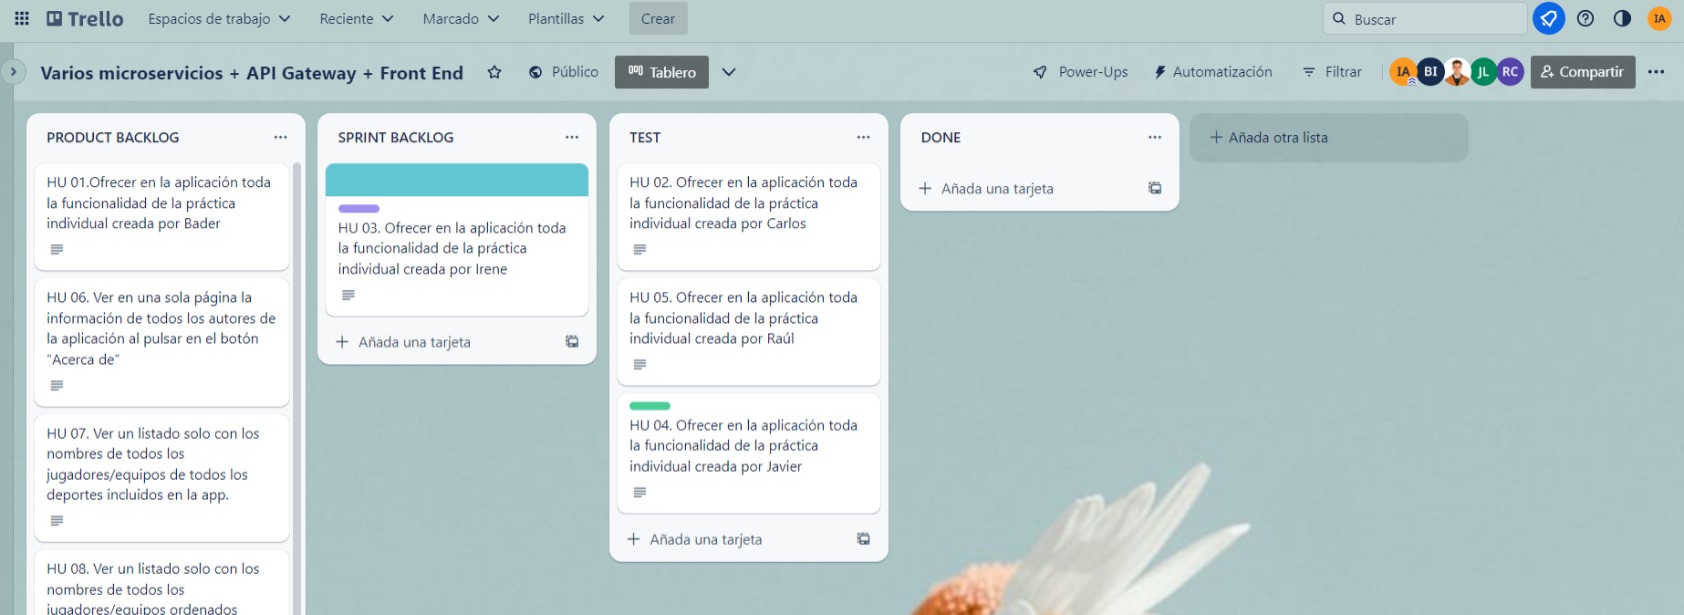 Trello
Espacios de trabajo
Reciente
Marcado
Plantillas
Crear
Buscar
IA
Varios microservicios + API Gateway + Front End
Público
Tablero
Power-Ups
Automatización
Filtrar
IA
BI
JL
RC
Compartir
PRODUCT BACKLOG
HU 01.Ofrecer en la aplicación toda
la funcionalidad de la práctica
individual creada por Bader
HU 06. Ver en una sola página la
información de todos los autores de
la aplicación al pulsar en el botón
“Acerca de”
HU 07. Ver un listado solo con los
nombres de todos los
jugadores/equipos de todos los
deportes incluidos en la app.
HU 08. Ver un listado solo con los
nombres de todos los
jugadores/equipos ordenados
SPRINT BACKLOG
HU 03. Ofrecer en la aplicación toda
la funcionalidad de la práctica
individual creada por Irene
Añada una tarjeta
TEST
HU 02. Ofrecer en la aplicación toda
la funcionalidad de la práctica
individual creada por Carlos
HU 05. Ofrecer en la aplicación toda
la funcionalidad de la práctica
individual creada por Raúl
HU 04. Ofrecer en la aplicación toda
la funcionalidad de la práctica
individual creada por Javier
Añada una tarjeta
DONE
Añada una tarjeta
Añada otra lista